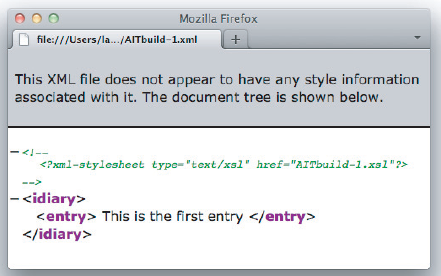 Mozilla Firefox
file:///Users/la.../AITbuild-1.xml
+
This XML file does not appear to have any style information
associated with it. The document tree is shown below.
– <!--
<?xml-stylesheet type="text/xsl" href="AITbuild-1.xsl"?>
-->
– <idiary>
<entry> This is the first entry </entry>
</idiary>